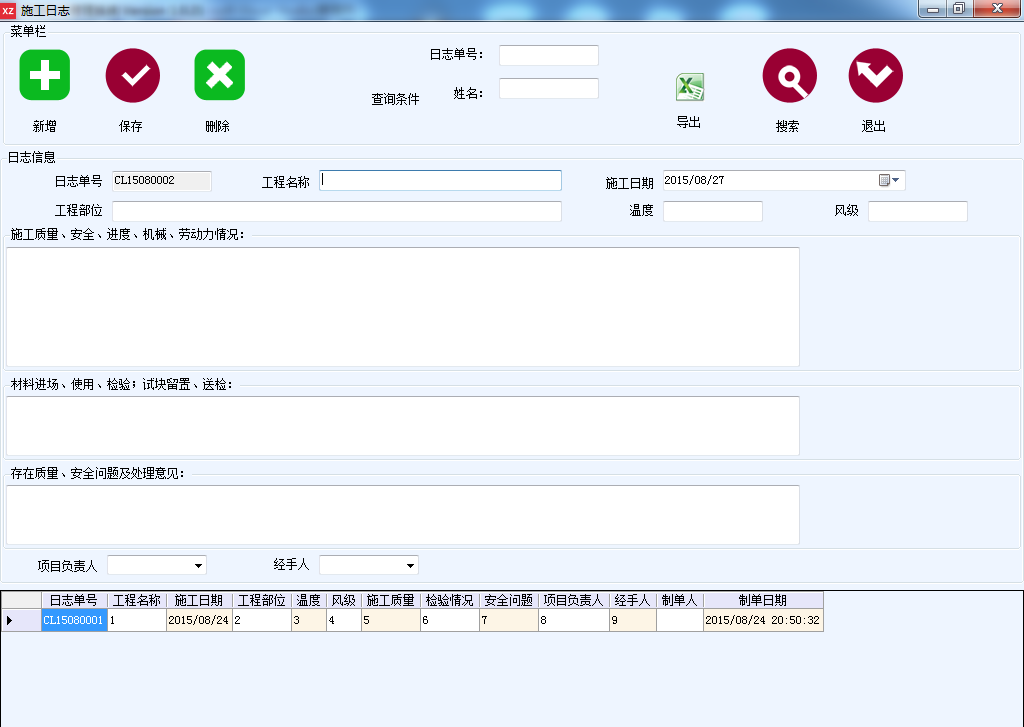 XZ 施工日志
菜单栏
新增 保存 删除
查询条件
日志单号：
姓名：
导出
搜索
退出
日志信息
日志单号 CL15080002 工程名称 施工日期 2015/08/27
工程部位 温度 风级
施工质量、安全、进度、机械、劳动力情况：
材料进场、使用、检验；试块留置、送检：
存在质量、安全问题及处理意见：
项目负责人 经手人
日志单号 工程名称 施工日期 工程部位 温度 风级 施工质量 检验情况 安全问题 项目负责人 经手人 制单人 制单日期
CL15080001 1 2015/08/24 2 3 4 5 6 7 8 9 2015/08/24 20:50:32